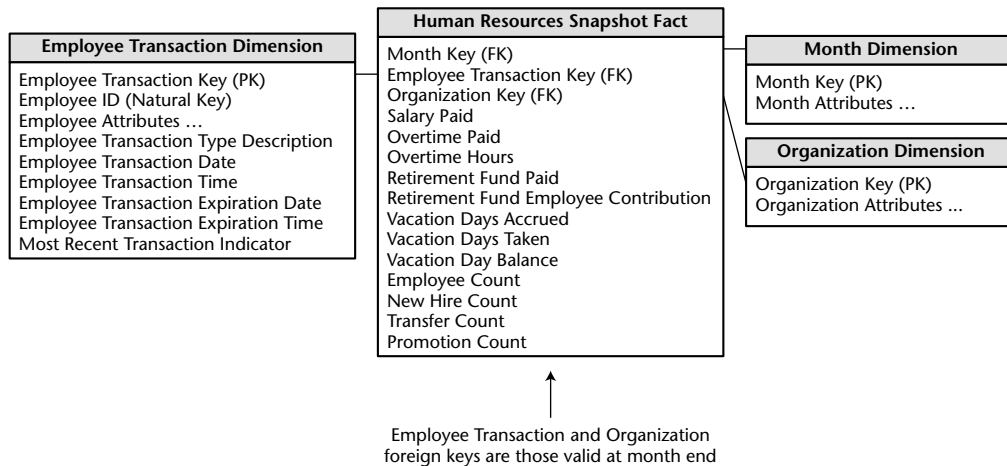 Employee Transaction Dimension
Employee Transaction Key (PK)
Employee ID (Natural Key)
Employee Attributes ...
Employee Transaction Type Description
Employee Transaction Date
Employee Transaction Time
Employee Transaction Expiration Date
Employee Transaction Expiration Time
Most Recent Transaction Indicator
Human Resources Snapshot Fact
Month Key (FK)
Employee Transaction Key (FK)
Organization Key (FK)
Salary Paid
Overtime Paid
Overtime Hours
Retirement Fund Paid
Retirement Fund Employee Contribution
Vacation Days Accrued
Vacation Days Taken
Vacation Day Balance
Employee Count
New Hire Count
Transfer Count
Promotion Count
Month Dimension
Month Key (PK)
Month Attributes ...
Organization Dimension
Organization Key (PK)
Organization Attributes ...
Employee Transaction and Organization
foreign keys are those valid at month end